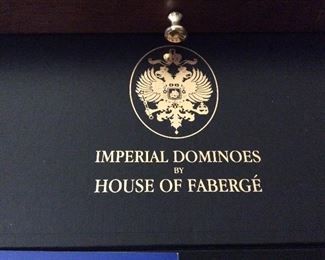 IMPERIAL DOMINOES
BY
HOUSE OF FABERGÉ